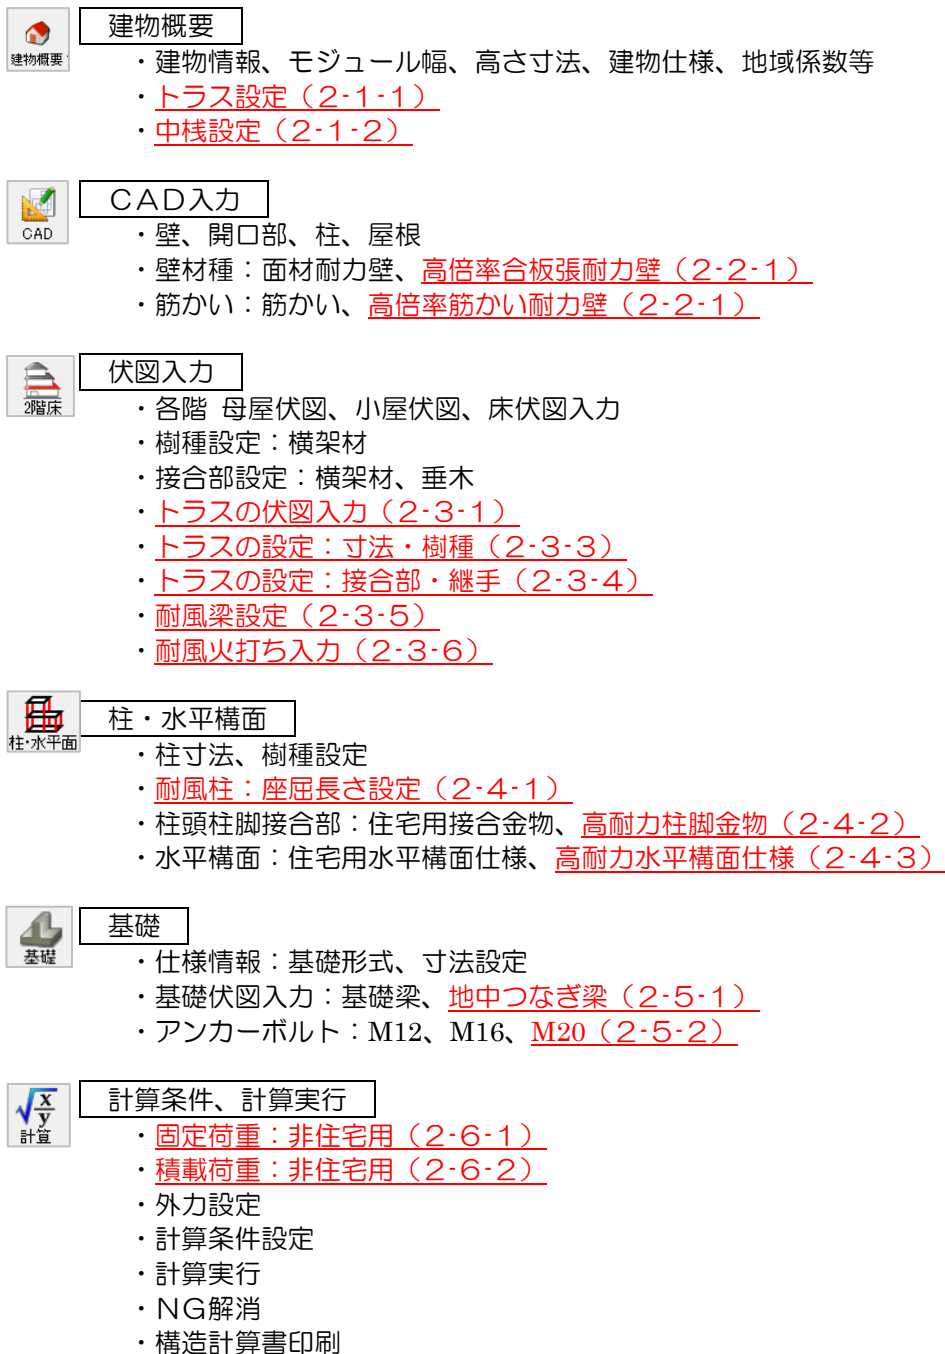 建物概要
建物概要
・建物情報、モジュール幅、高さ寸法、建物仕様、地域係数等
・トラス設定（2-1-1）
・中桟設定（2-1-2）
CAD
ＣＡＤ入力
・壁、開口部、柱、屋根
・壁材種：面材耐力壁、高倍率合板張耐力壁（2-2-1）
・筋かい：筋かい、高倍率筋かい耐力壁（2-2-1）
2階床
伏図入力
・各階 母屋伏図、小屋伏図、床伏図入力
・樹種設定：横架材
・接合部設定：横架材、垂木
・トラスの伏図入力（2-3-1）
・トラスの設定：寸法・樹種（2-3-3）
・トラスの設定：接合部・継手（2-3-4）
・耐風梁設定（2-3-5）
・耐風火打ち入力（2-3-6）
柱･水平面
柱・水平構面
・柱寸法、樹種設定
・耐風柱：座屈長さ設定（2-4-1）
・柱頭柱脚接合部：住宅用接合金物、高耐力柱脚金物（2-4-2）
・水平構面：住宅用水平構面仕様、高耐力水平構面仕様（2-4-3）
基礎
基礎
・仕様情報：基礎形式、寸法設定
・基礎伏図入力：基礎梁、地中つなぎ梁（2-5-1）
・アンカーボルト：M12、M16、M20（2-5-2）
√x/y
計算
計算条件、計算実行
・固定荷重：非住宅用（2-6-1）
・積載荷重：非住宅用（2-6-2）
・外力設定
・計算条件設定
・計算実行
・ＮＧ解消
・構造計算書印刷